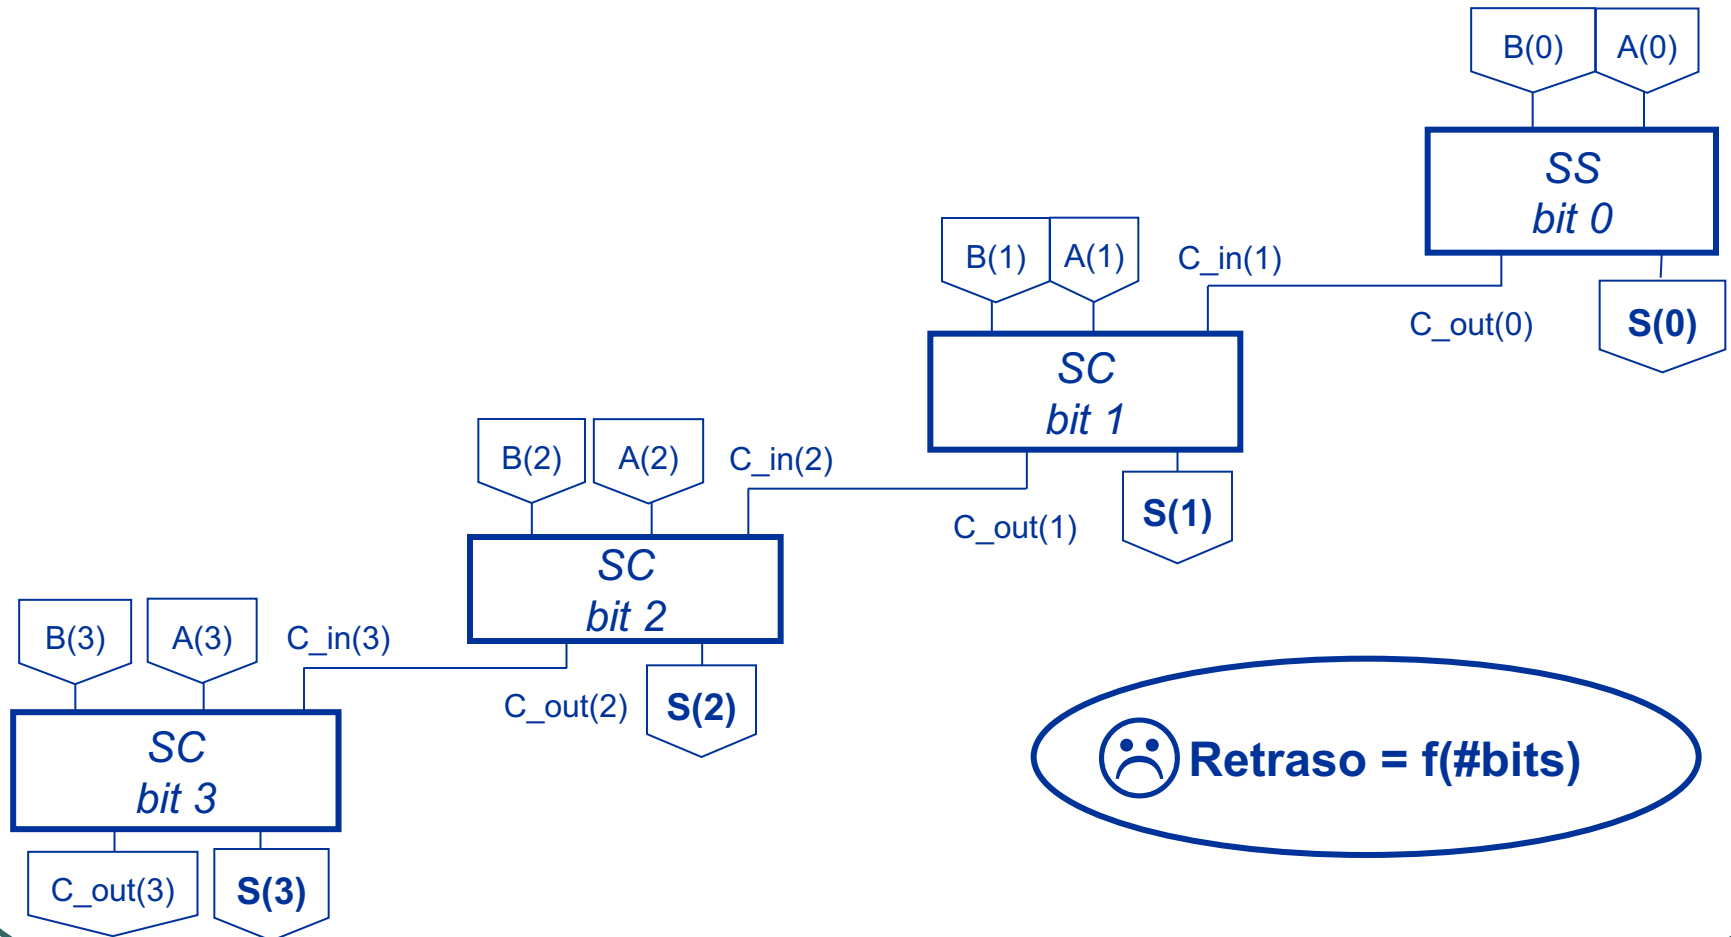 B(0) A(0)
SS
bit 0
C_out(0)
S(0)
B(1) A(1) C_in(1)
SC
bit 1
C_out(1)
S(1)
B(2) A(2) C_in(2)
SC
bit 2
C_out(2)
S(2)
B(3) A(3) C_in(3)
SC
bit 3
C_out(3)
S(3)
Retraso = f(#bits)